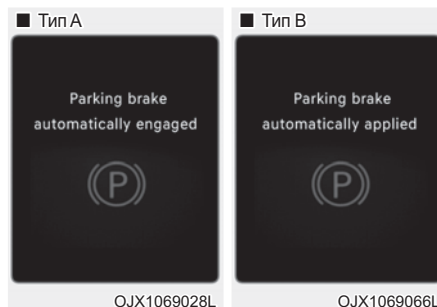 ■ Тип A
Parking brake
automatically engaged
P
OJX1069028L
■ Тип B
Parking brake
automatically applied
P
OJX1069066L